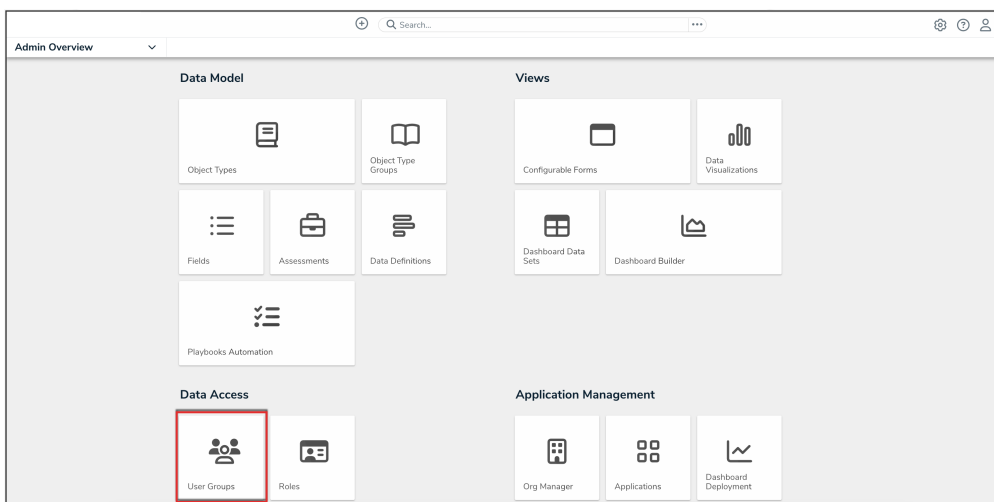 Search...
Admin Overview
Data Model
Views
Object Types
Object Type
Groups
Configurable Forms
Data
Visualizations
Fields
Assessments
Data Definitions
Dashboard Data
Sets
Dashboard Builder
Playbooks Automation
Data Access
Application Management
User Groups
Roles
Org Manager
Applications
Dashboard
Deployment